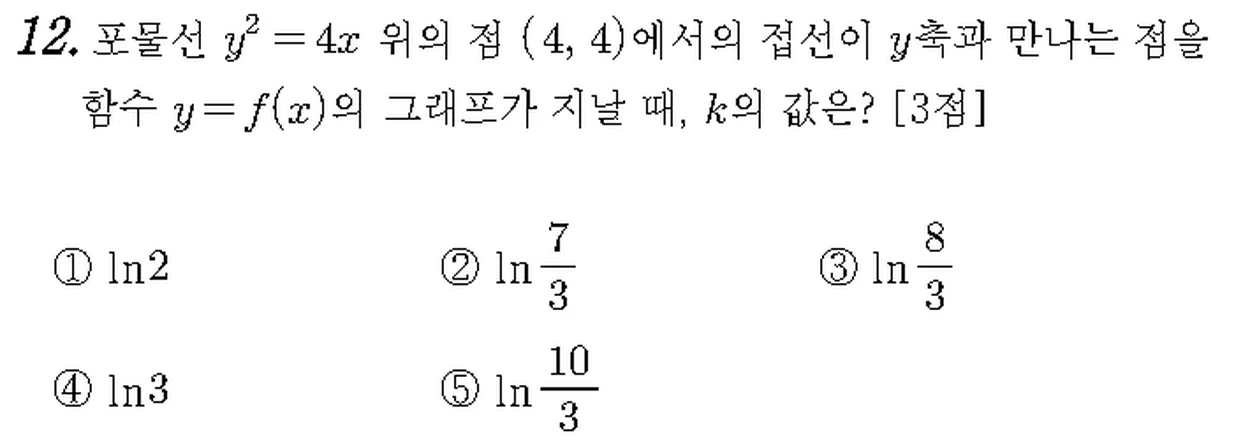 12. 포물선 y² = 4x 위의 점 (4, 4)에서의 접선이 y축과 만나는 점을
함수 y=f(x)의 그래프가 지날 때, k의 값은? [3점]
① ln2 ② ln 7/3 ③ ln 8/3
④ ln3 ⑤ ln 10/3